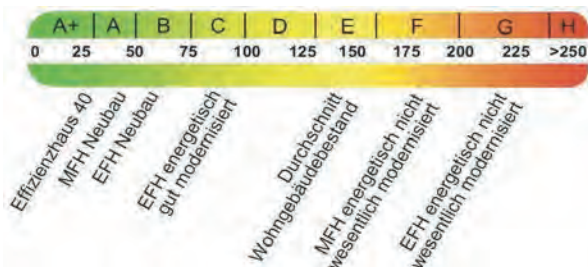 A+ A B C D E F G H
0 25 50 75 100 125 150 175 200 225 >250
Effizienzhaus 40
MFH Neubau
EFH Neubau
EFH energetisch
gut modernisiert
Durchschnitt
Wohngebäudebestand
MFH energetisch nicht
wesentlich modernisiert
EFH energetisch nicht
wesentlich modernisiert